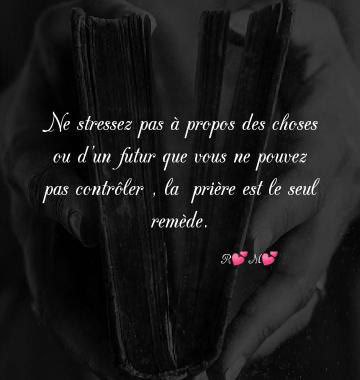 Ne stressez pas à propos des choses
ou d'un futur que vous ne pouvez
pas contrôler , la prière est le seul
remède.
R💕M💕